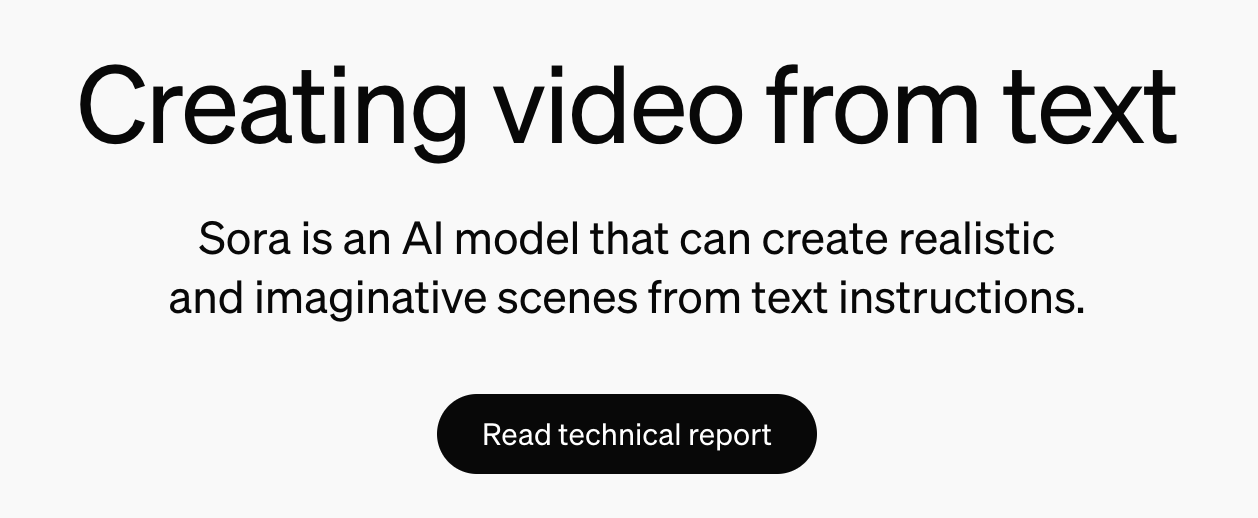 Creating video from text
Sora is an AI model that can create realistic
and imaginative scenes from text instructions.
Read technical report